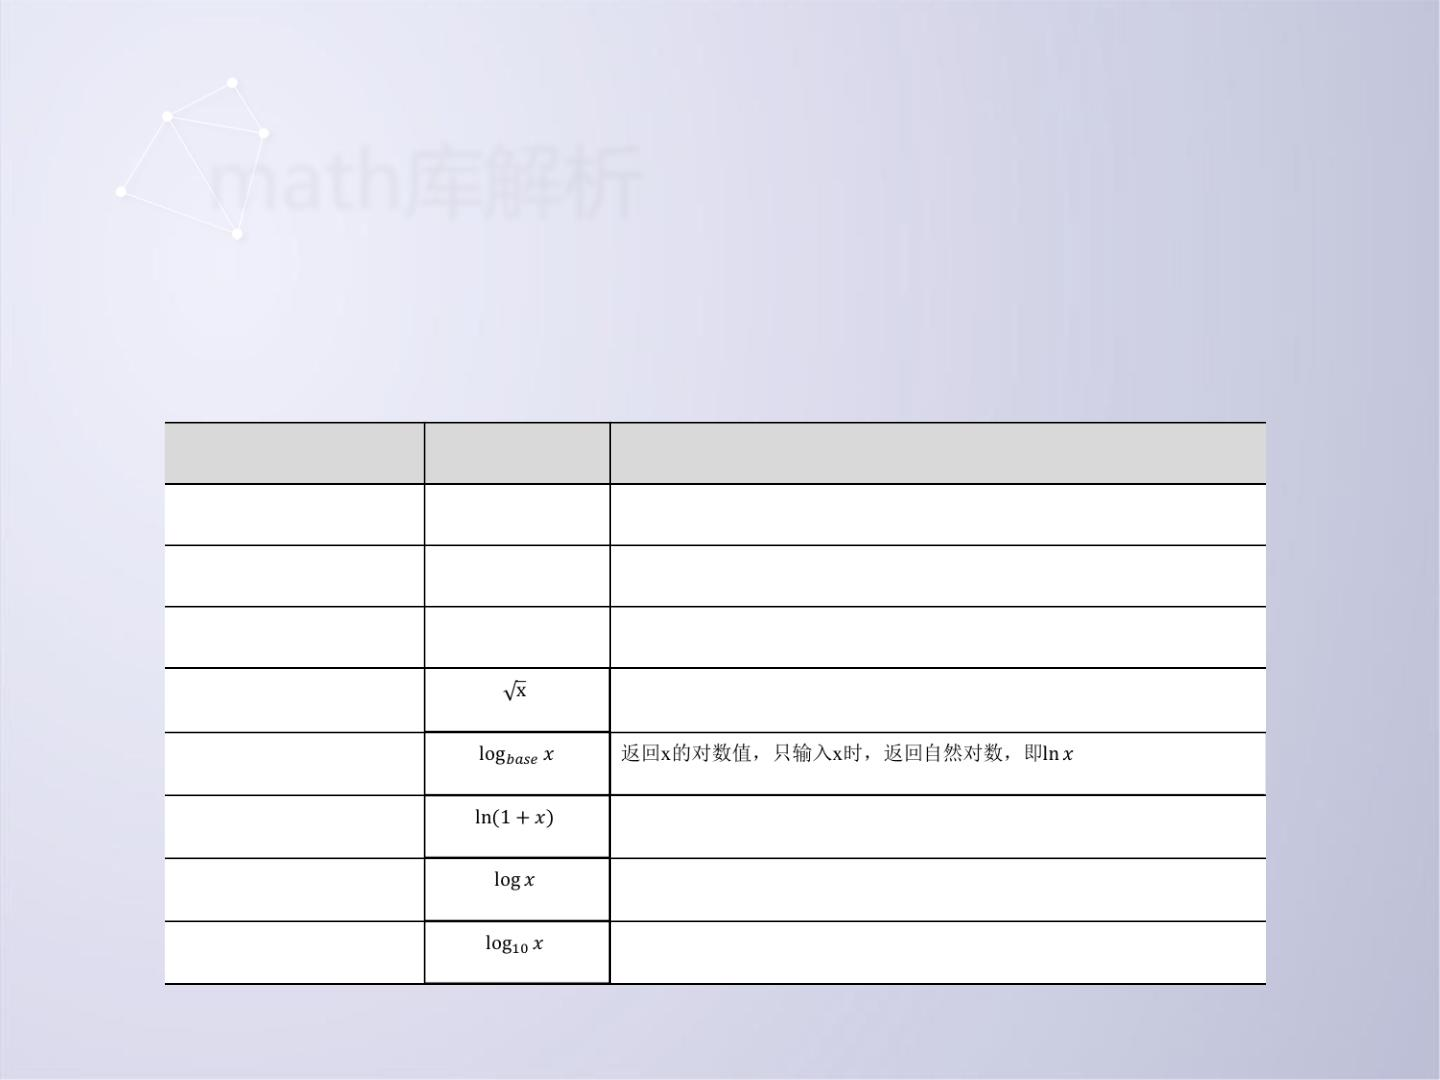 math库解析
√x
log_base x
返回x的对数值，只输入x时，返回自然对数，即ln x
ln(1 + x)
log x
log₁₀ x